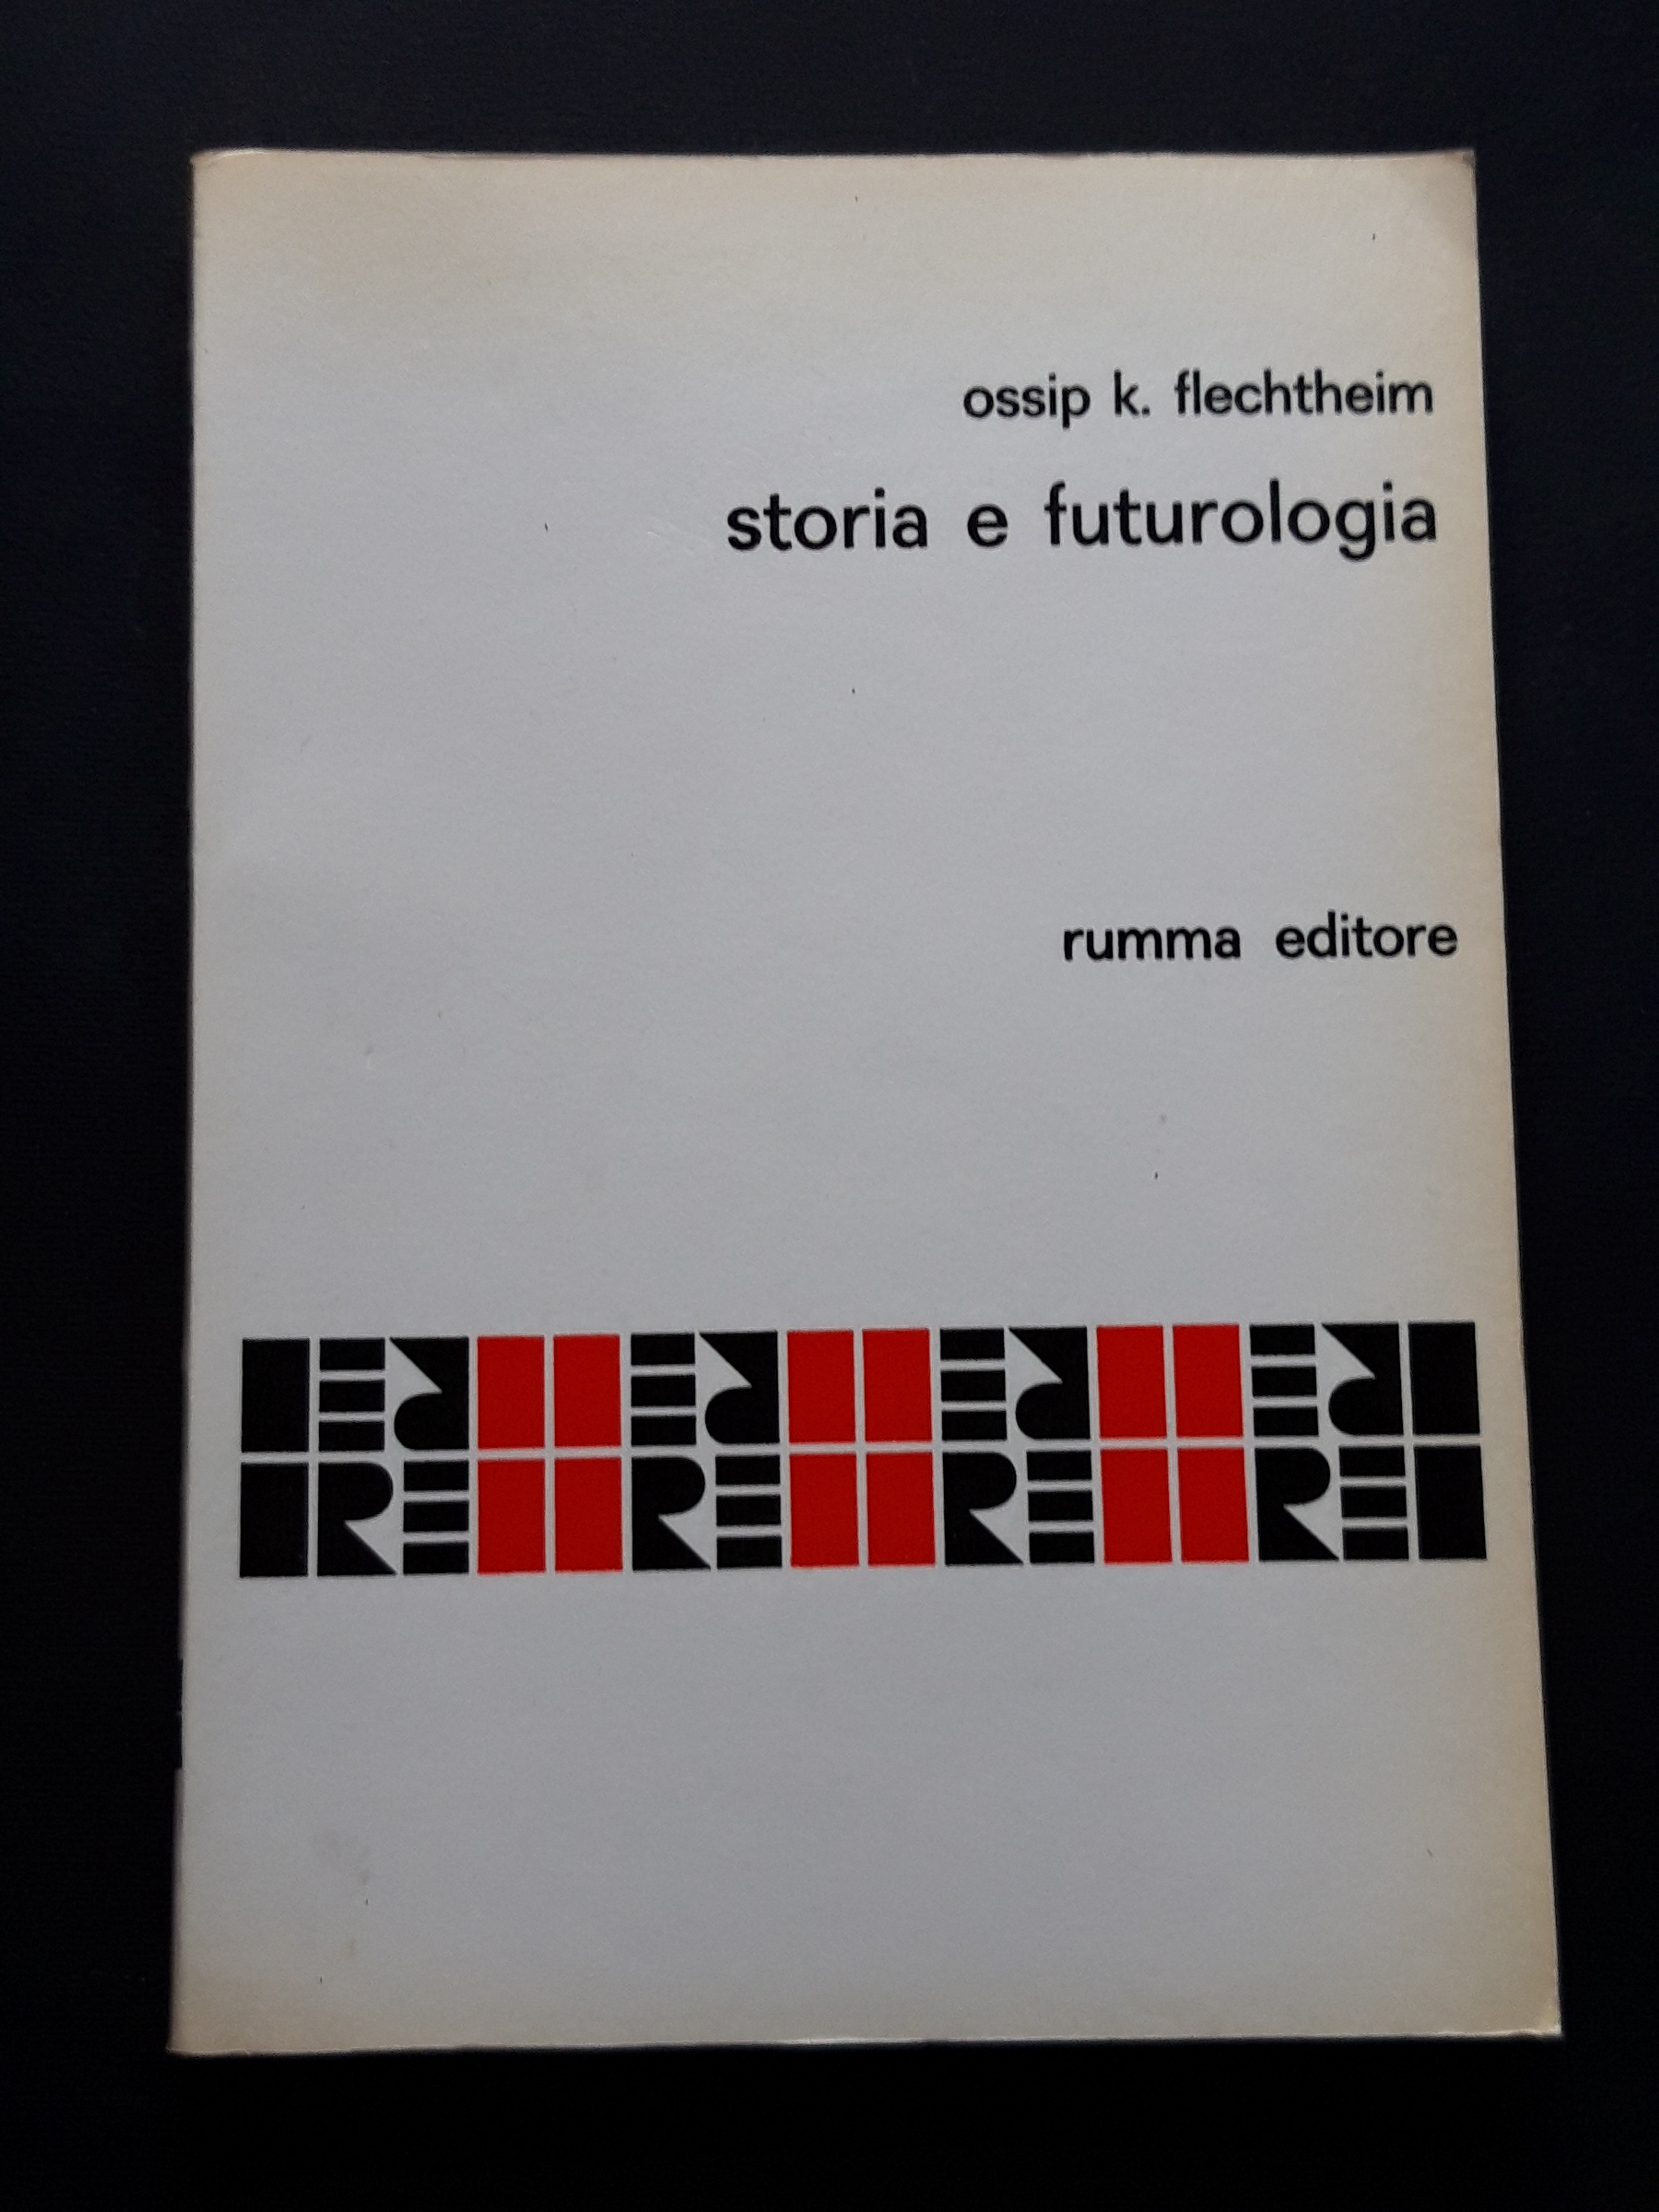 ossip k. flechtheim
storia e futurologia
rumma editore